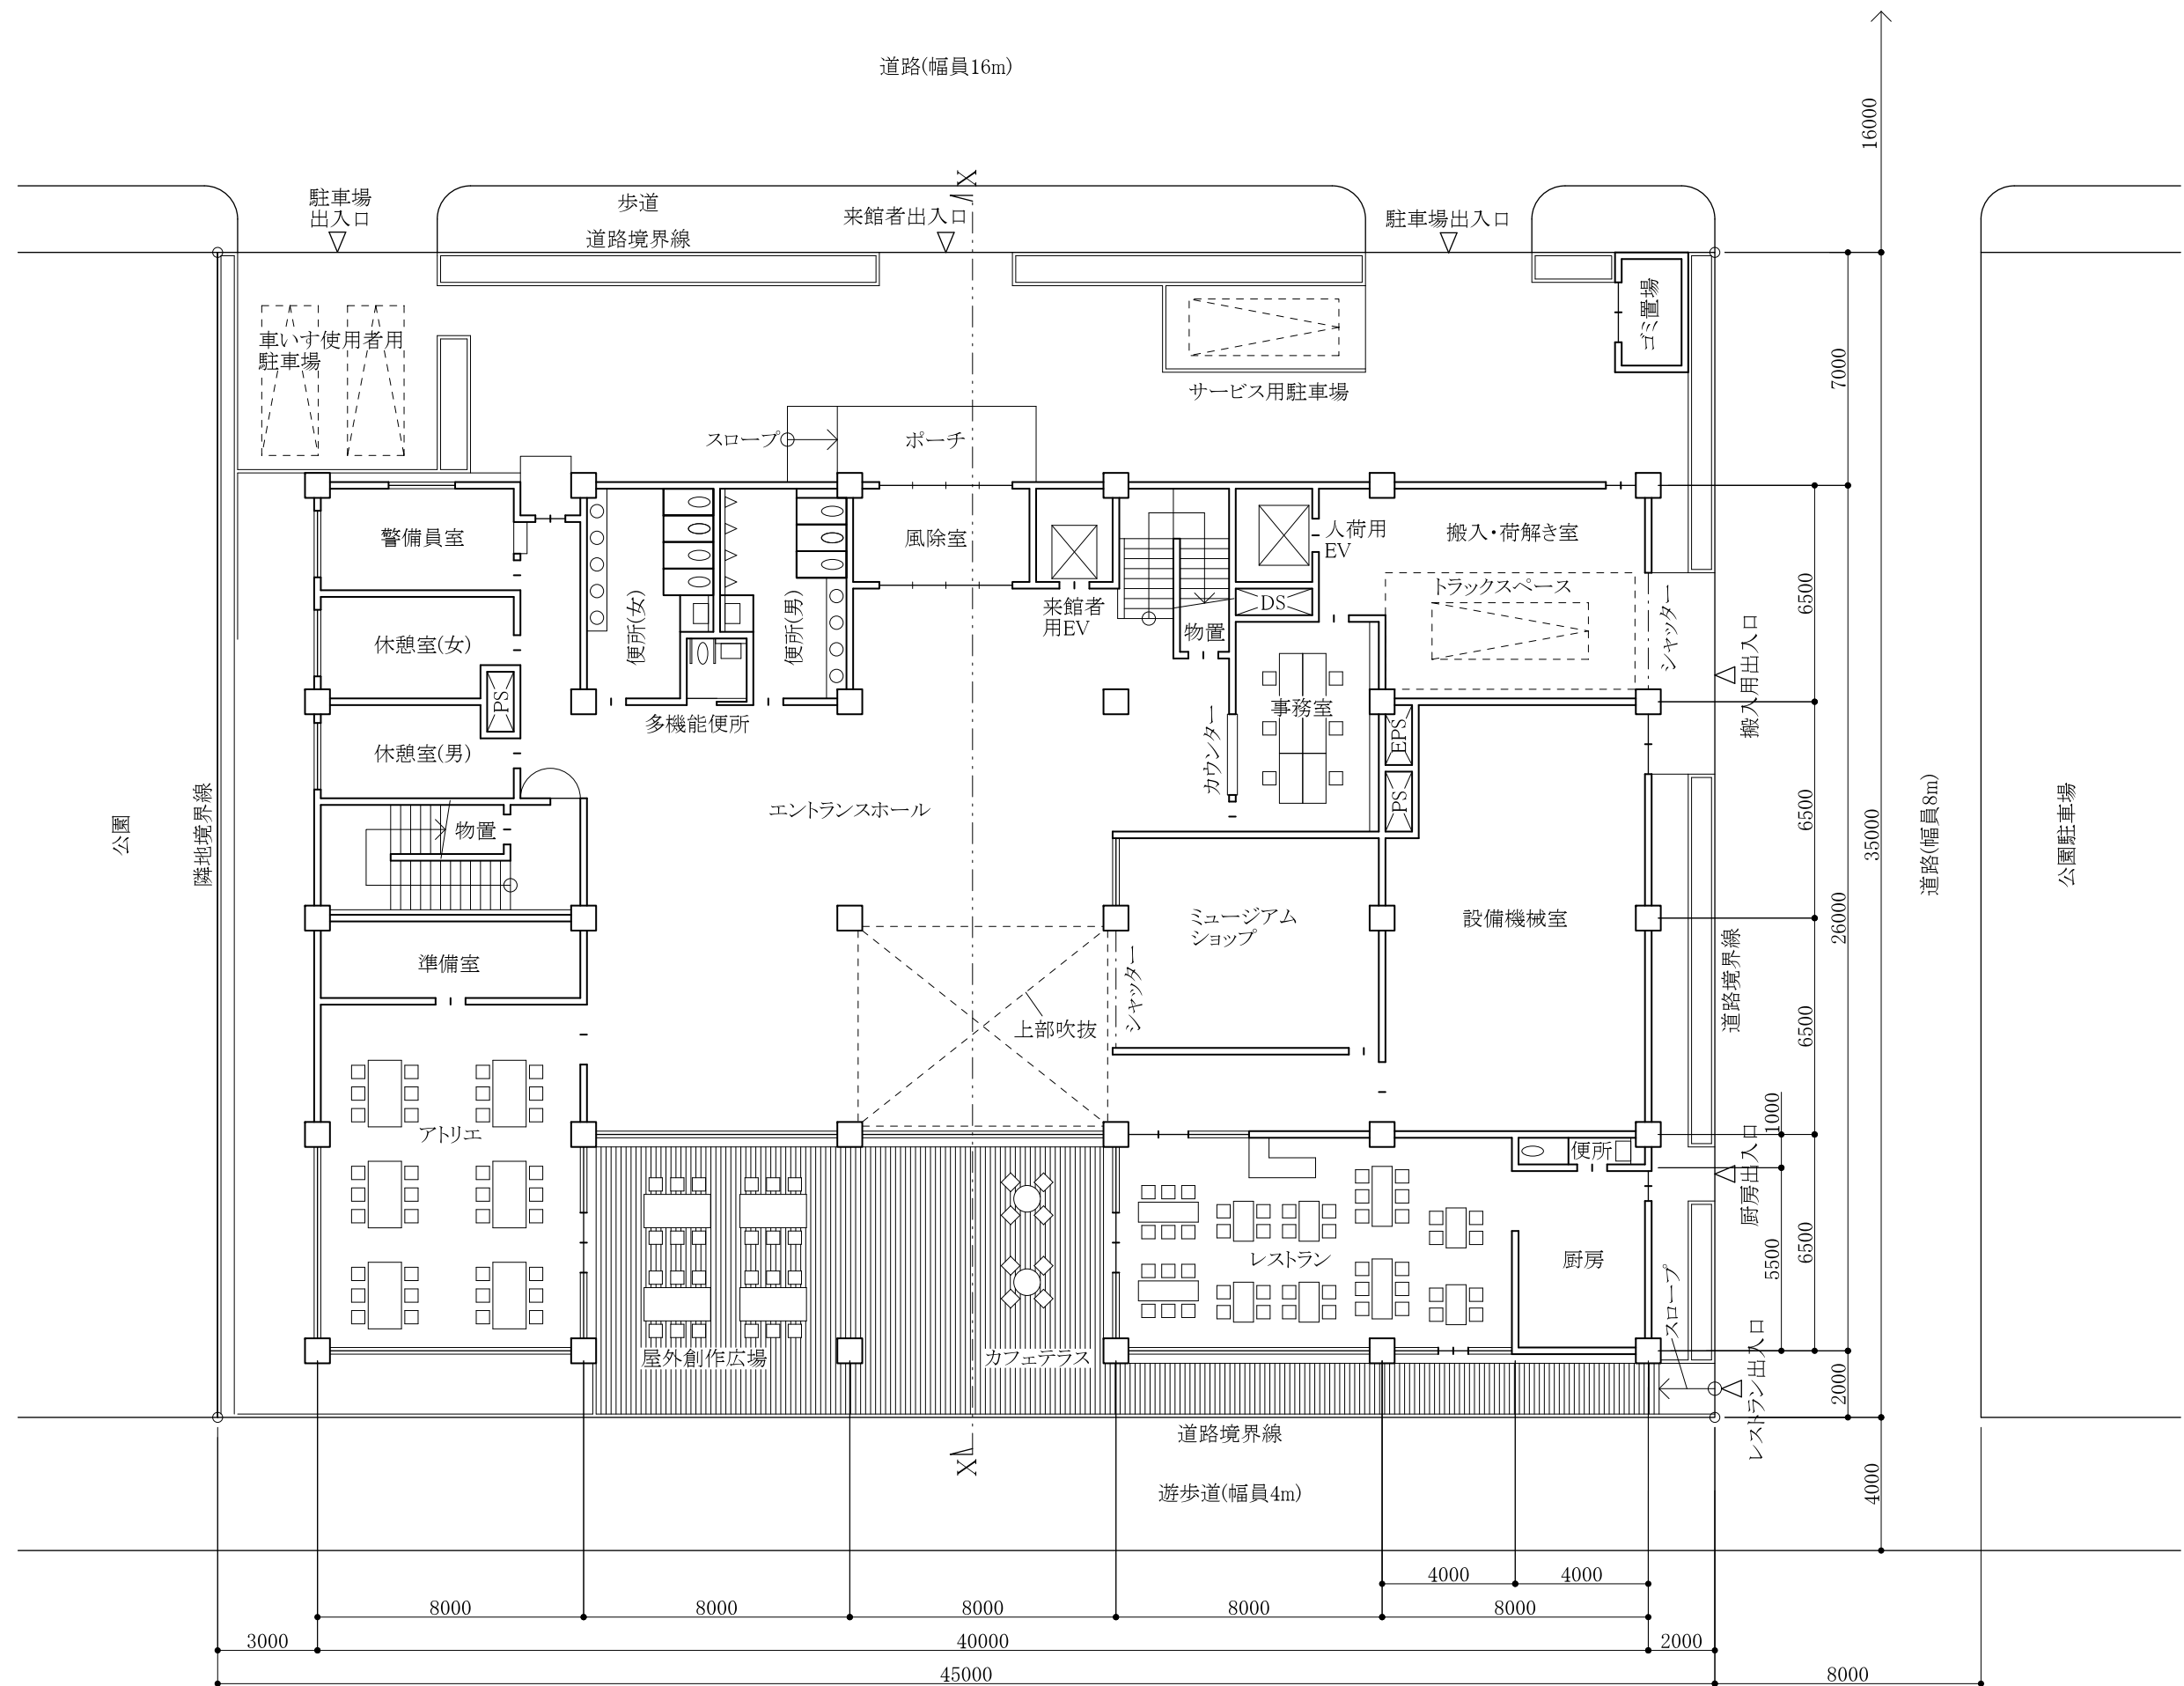 道路(幅員16m)
16000
X
駐車場
出入口
歩道
来館者出入口
駐車場出入口
道路境界線
ゴミ置場
車いす使用者用
駐車場
サービス用駐車場
7000
スロープ
ポーチ
警備員室
風除室
人荷用
EV
搬入・荷解き室
トラックスペース
シャッター
6500
便所(女)
便所(男)
来館者
用EV
DS
物置
休憩室(女)
PS
搬入用出入口
事務室
多機能便所
カウンター
EPS
休憩室(男)
PS
エントランスホール
物置
公園
隣地境界線
6500
35000
道路(幅員8m)
公園駐車場
26000
ミュージアム
ショップ
設備機械室
準備室
シャッター
上部吹抜
道路境界線
6500
1000
アトリエ
便所
厨房出入口
レストラン
厨房
5500
6500
スロープ
屋外創作広場
カフェテラス
レストラン出入口
2000
道路境界線
X
遊歩道(幅員4m)
4000
4000
4000
8000
8000
8000
8000
8000
3000
40000
2000
45000
8000